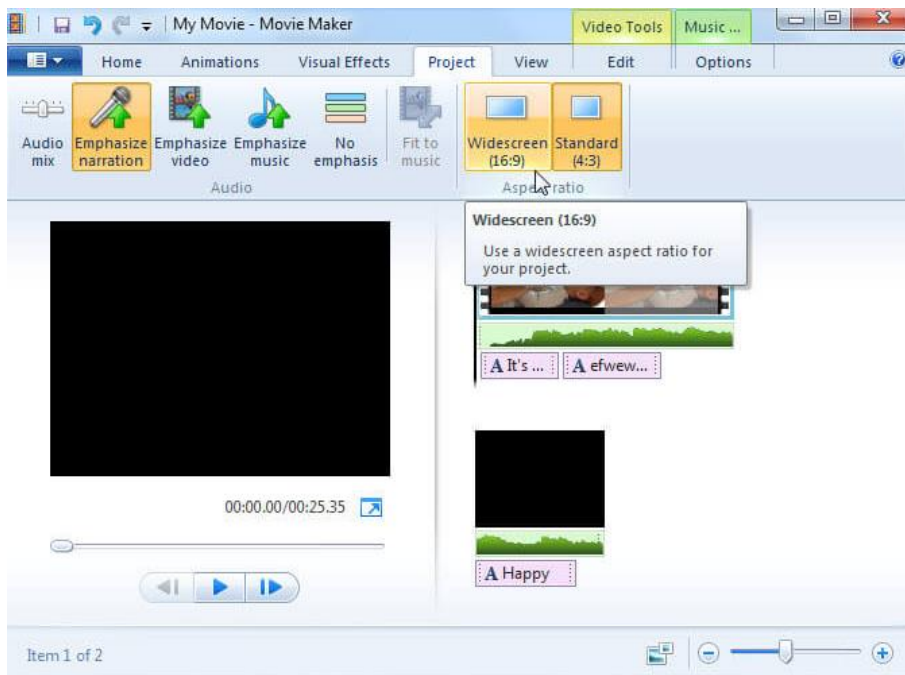 My Movie - Movie Maker
Video Tools
Music ...
Home
Animations
Visual Effects
Project
View
Edit
Options
Audio
mix
Emphasize
narration
Emphasize
video
Emphasize
music
No
emphasis
Fit to
music
Widescreen
(16:9)
Standard
(4:3)
Audio
Aspect ratio
Widescreen (16:9)
Use a widescreen aspect ratio for
your project.
A It's ...
A efwew...
00:00.00/00:25.35
A Happy
Item 1 of 2